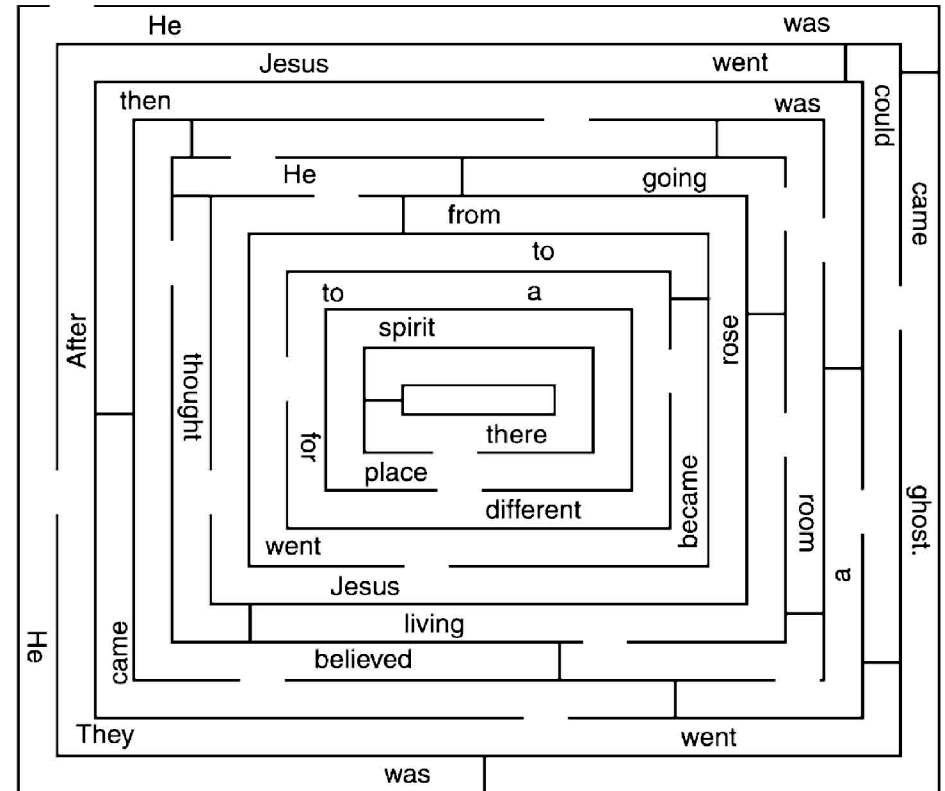 He was
Jesus went
then was
could
He going
came
from
to
to a
After
spirit
rose
thought
there
for
place
became
different
room
ghost.
went
a
Jesus
living
He
came
believed
They went
was